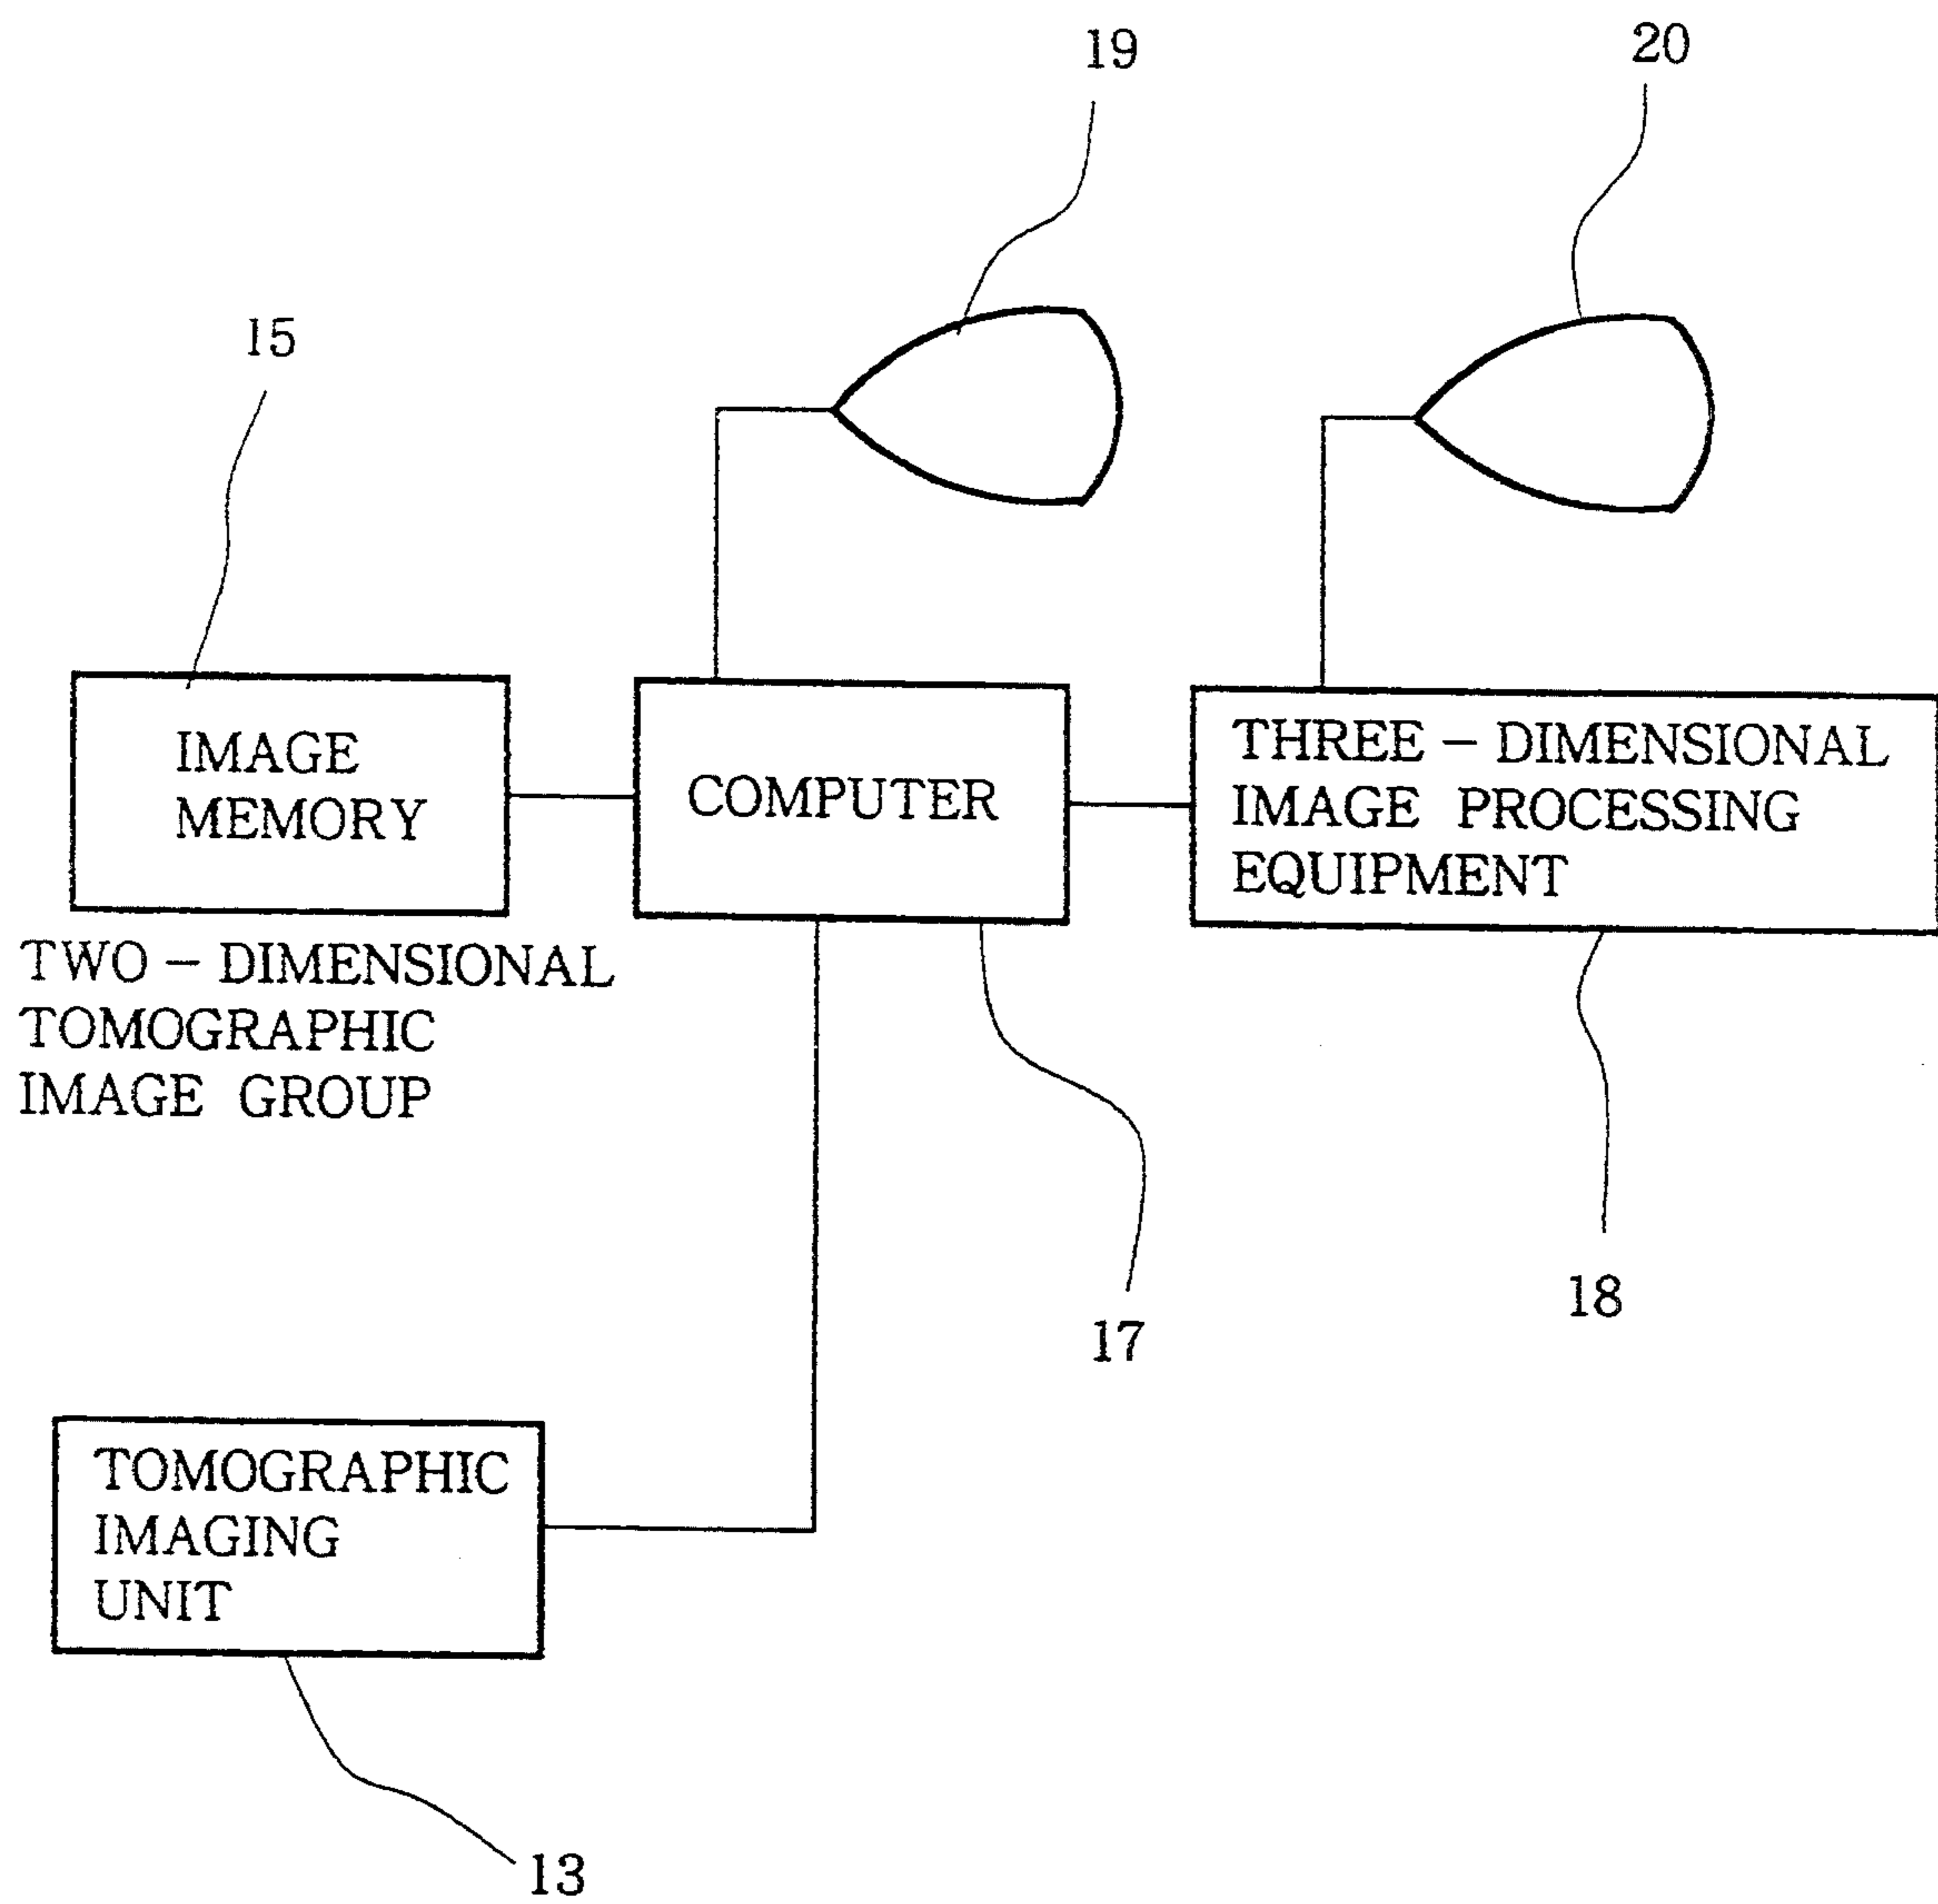 19
20
15
IMAGE
MEMORY
COMPUTER
THREE – DIMENSIONAL
IMAGE PROCESSING
EQUIPMENT
TWO – DIMENSIONAL
TOMOGRAPHIC
IMAGE GROUP
17
18
TOMOGRAPHIC
IMAGING
UNIT
13